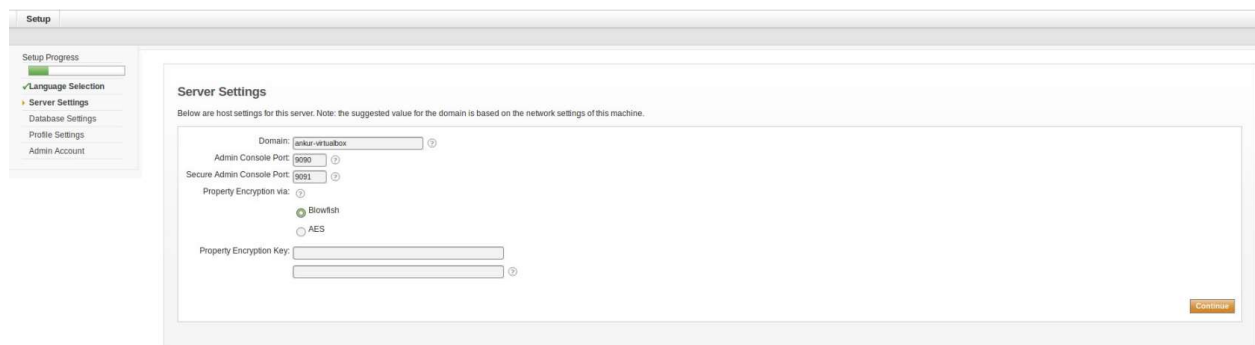 Setup
Setup Progress
✓Language Selection
Server Settings
Database Settings
Profile Settings
Admin Account
Server Settings
Below are host settings for this server. Note: the suggested value for the domain is based on the network settings of this machine.
Domain: ankur-virtualbox ?
Admin Console Port: 9090 ?
Secure Admin Console Port: 9091 ?
Property Encryption via: ?
Blowfish
AES
Property Encryption Key:
?
Continue